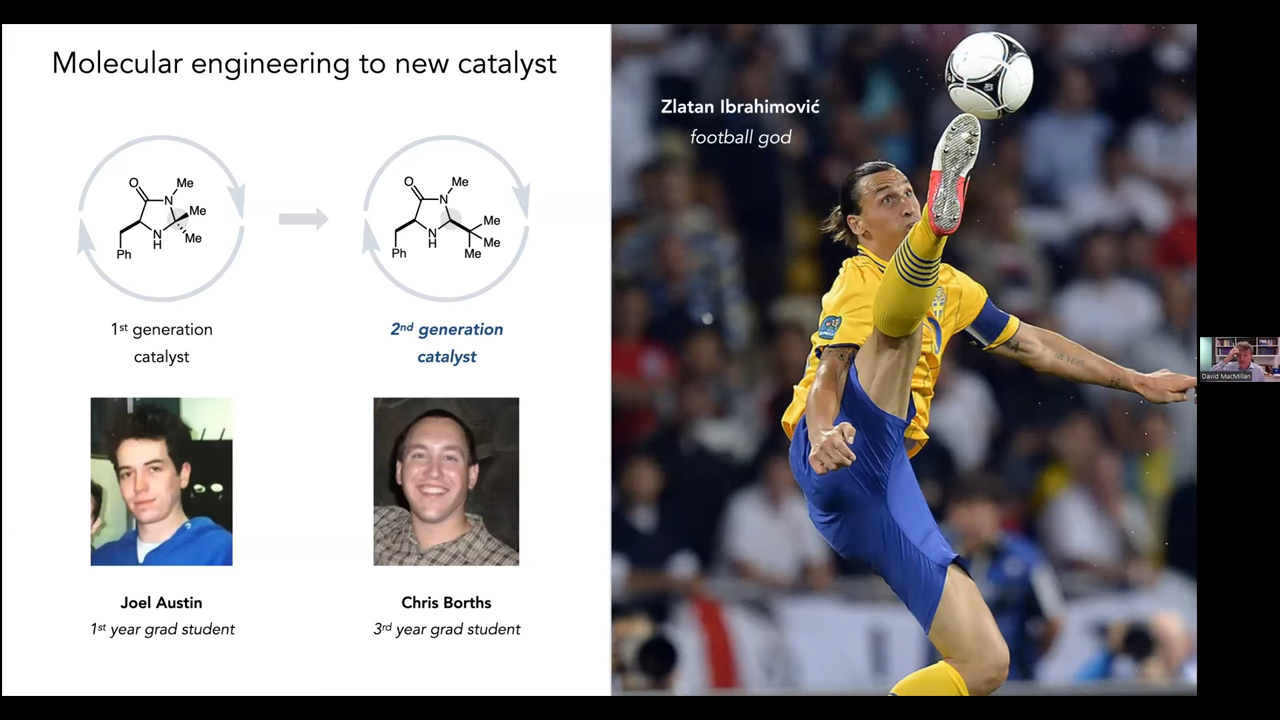 Molecular engineering to new catalyst
O
Me
N
Me
N
H
Me
Ph
O
Me
N
Me
N
H
Me
Me
Ph
1st generation
catalyst
2nd generation
catalyst
Joel Austin
1st year grad student
Chris Borths
3rd year grad student
Zlatan Ibrahimović
football god
David MacMillan